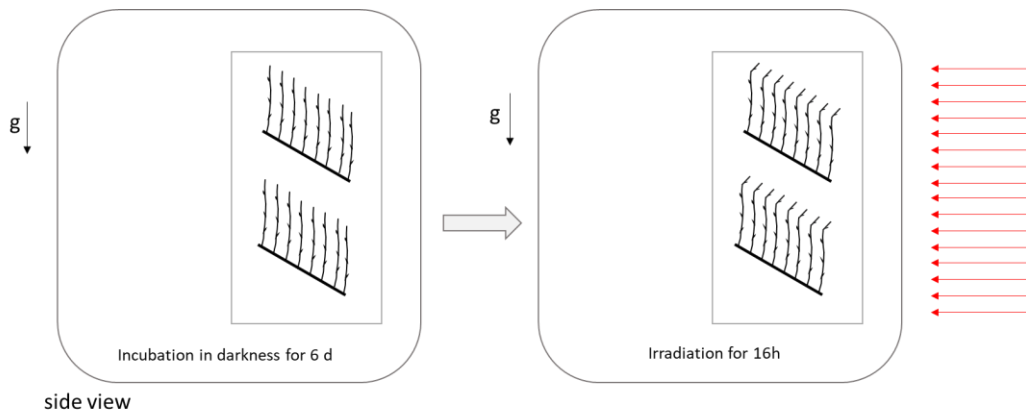 g
g
Incubation in darkness for 6 d
Irradiation for 16h
side view